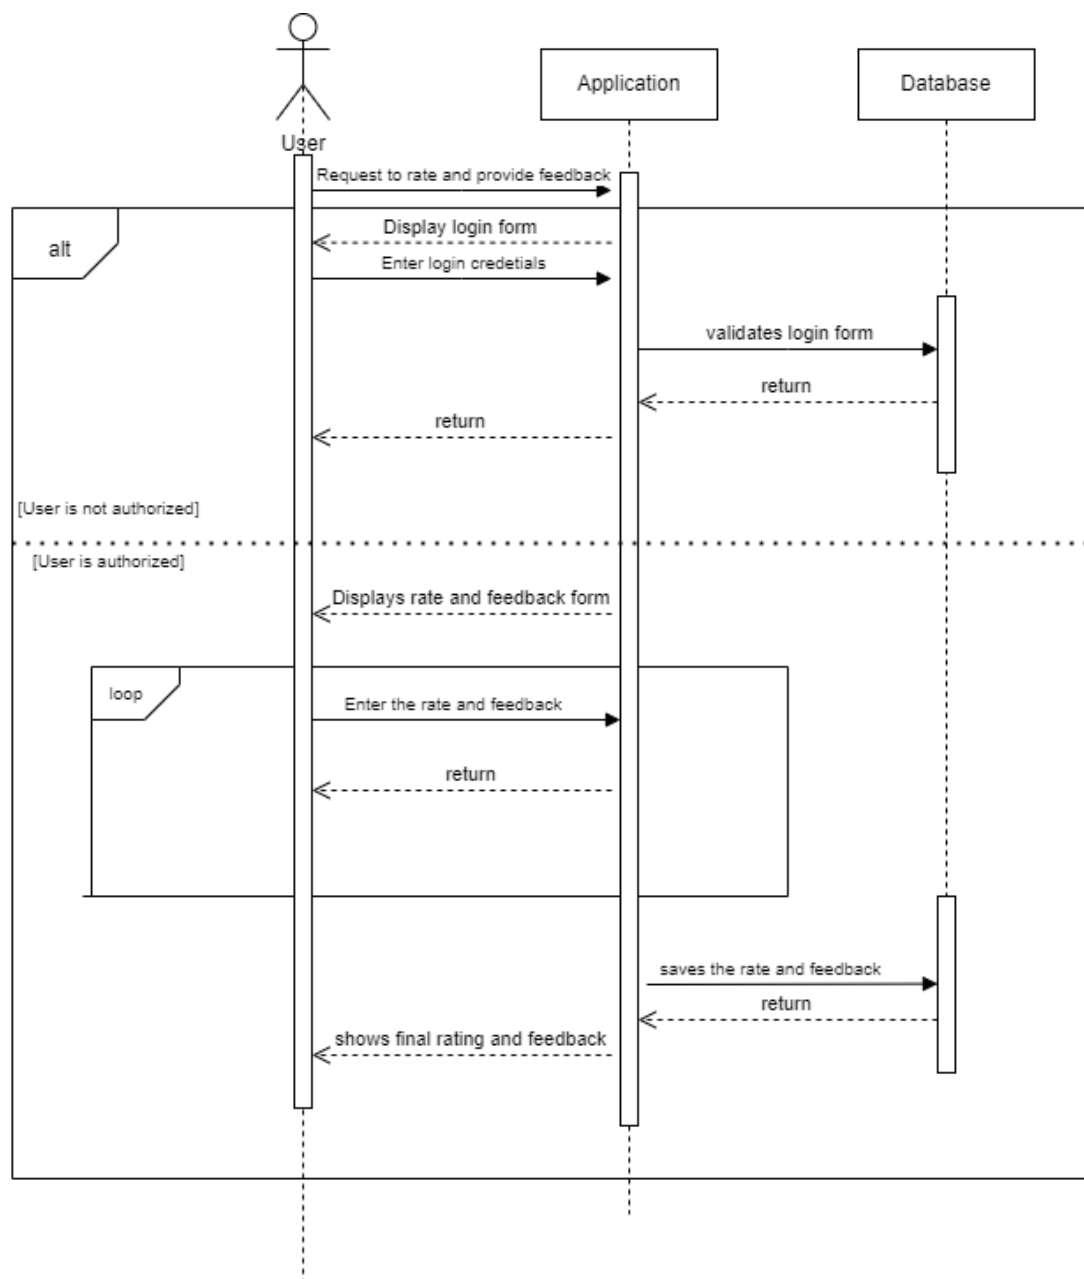 Application
Database
User
Request to rate and provide feedback
alt
Display login form
Enter login credetials
validates login form
return
return
[User is not authorized]
[User is authorized]
Displays rate and feedback form
loop
Enter the rate and feedback
return
saves the rate and feedback
return
shows final rating and feedback